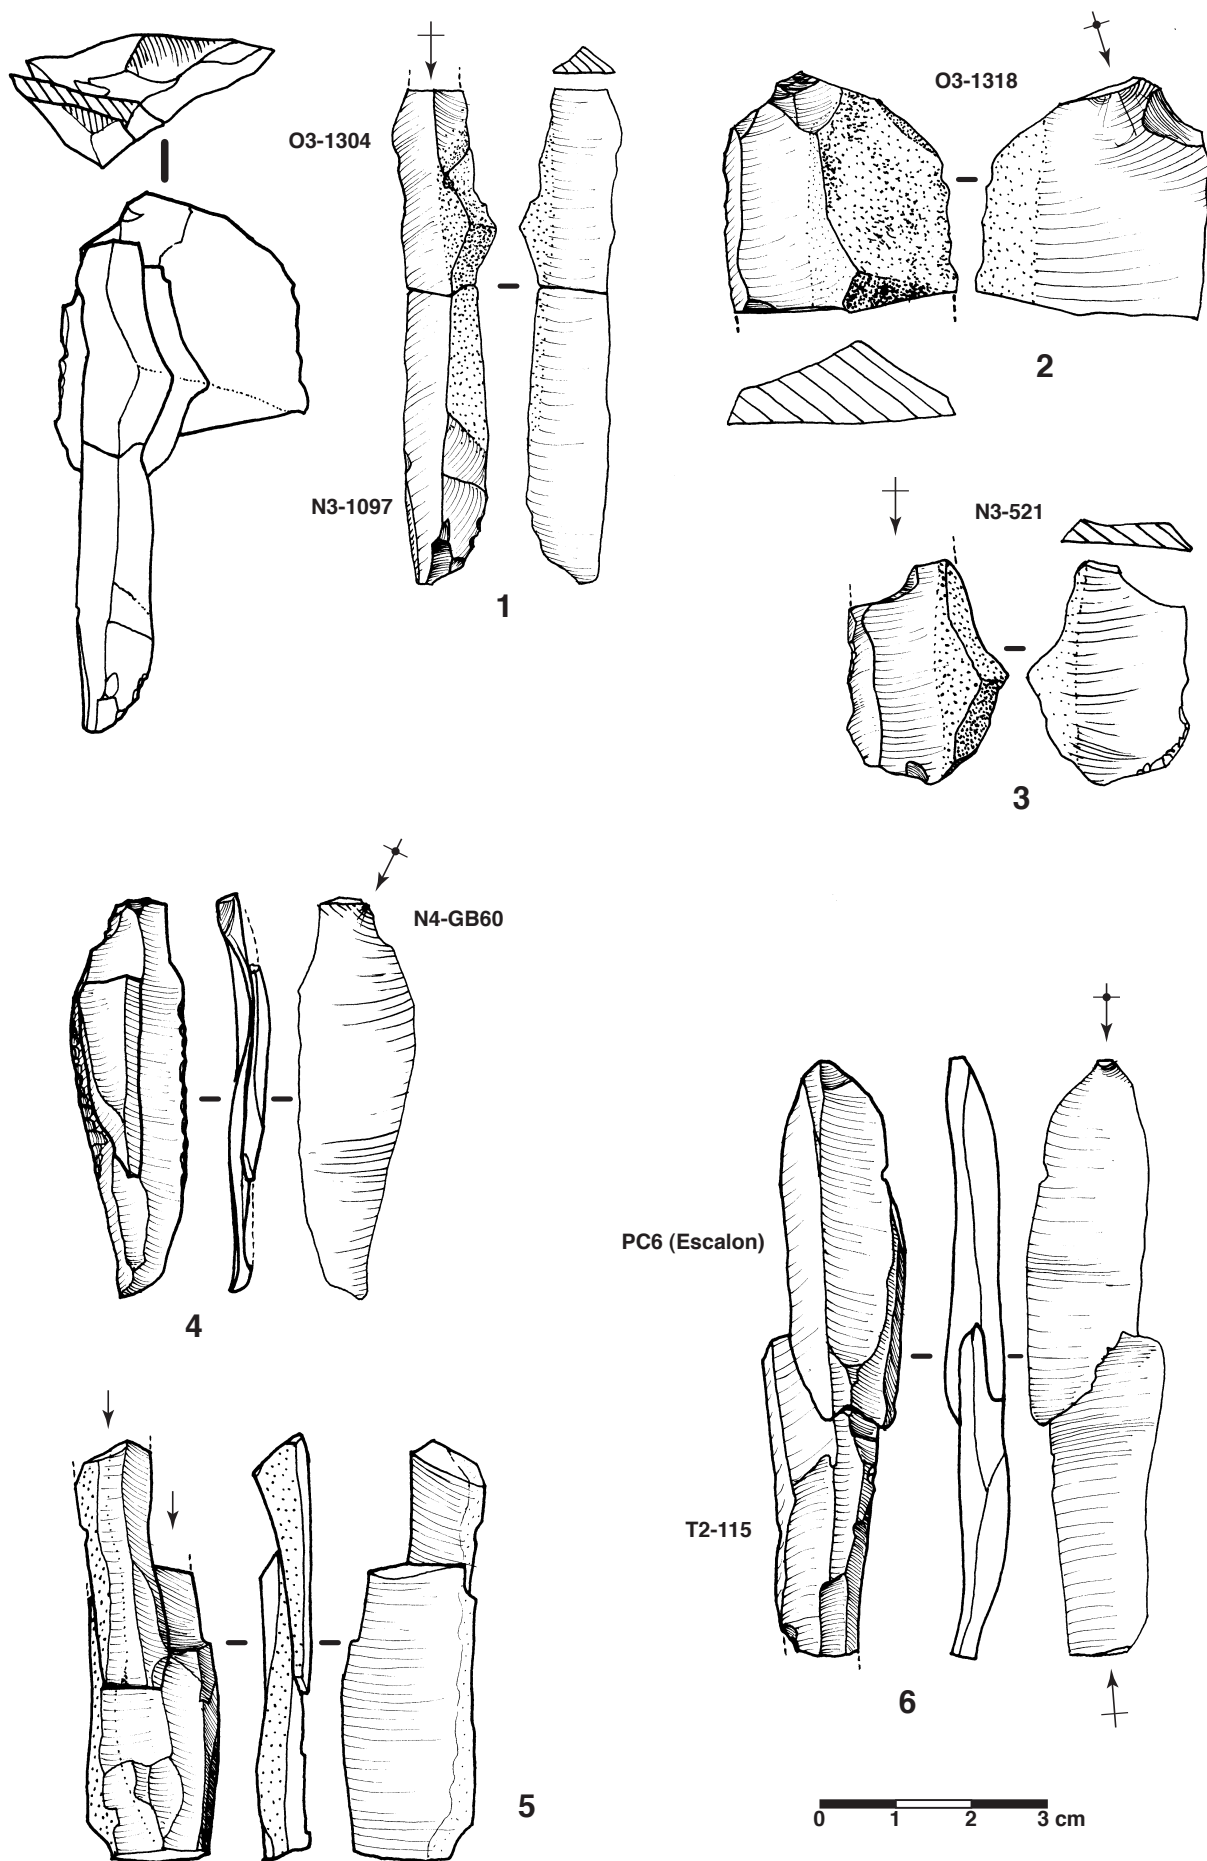 O3-1304
O3-1318
2
N3-521
N3-1097
1
3
N4-GB60
4
PC6 (Escalon)
T2-115
6
5
0 1 2 3 cm